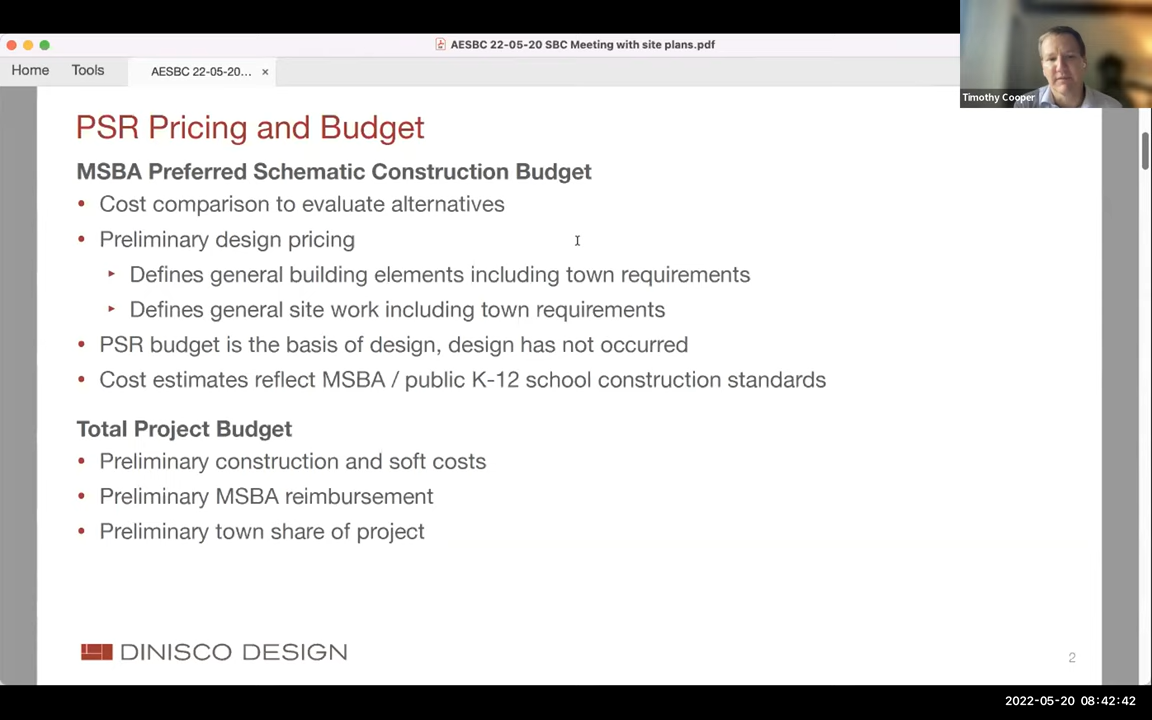 AESBC 22-05-20 SBC Meeting with site plans.pdf
Home Tools AESBC 22-05-20... ×
Timothy Cooper
PSR Pricing and Budget
MSBA Preferred Schematic Construction Budget
• Cost comparison to evaluate alternatives
• Preliminary design pricing
▸ Defines general building elements including town requirements
▸ Defines general site work including town requirements
• PSR budget is the basis of design, design has not occurred
• Cost estimates reflect MSBA / public K-12 school construction standards
Total Project Budget
• Preliminary construction and soft costs
• Preliminary MSBA reimbursement
• Preliminary town share of project
DINISCO DESIGN
2
2022-05-20 08:42:42